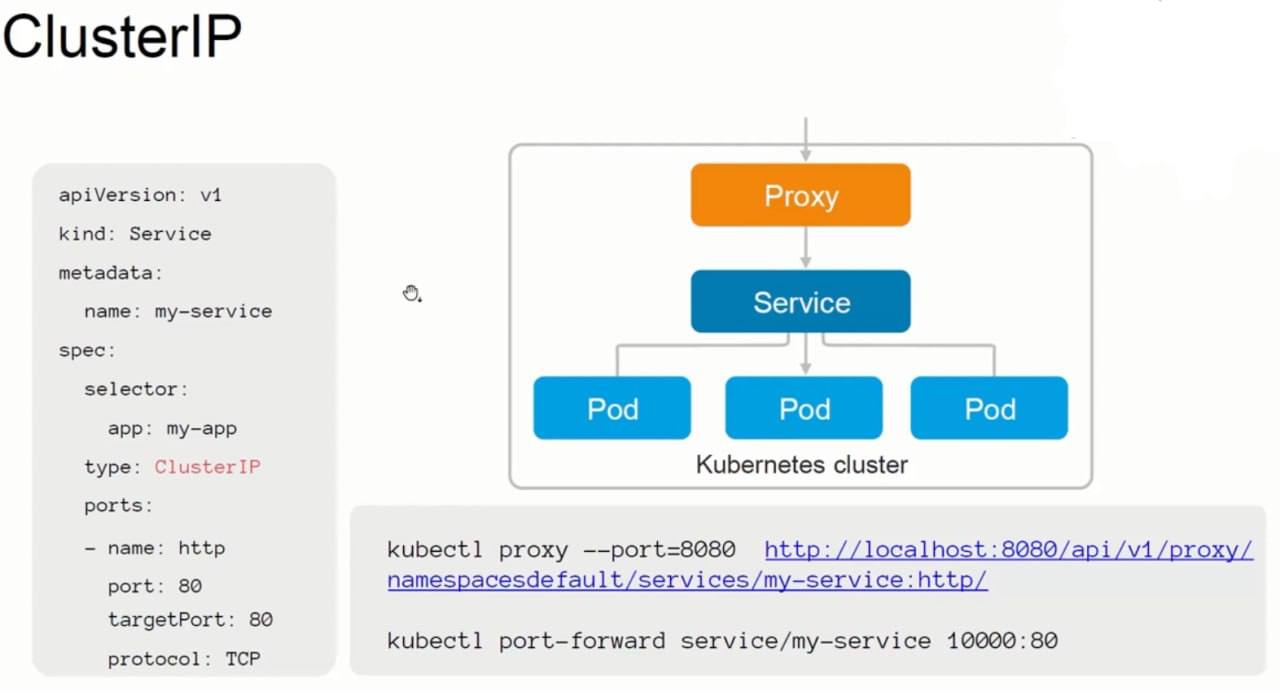 ClusterIP
apiVersion: v1
kind: Service
metadata:
name: my-service
spec:
selector:
app: my-app
type: ClusterIP
ports:
- name: http
port: 80
targetPort: 80
protocol: TCP
Proxy
Service
Pod Pod Pod
Kubernetes cluster
kubectl proxy --port=8080 http://localhost:8080/api/v1/proxy/
namespacesdefault/services/my-service:http/
kubectl port-forward service/my-service 10000:80